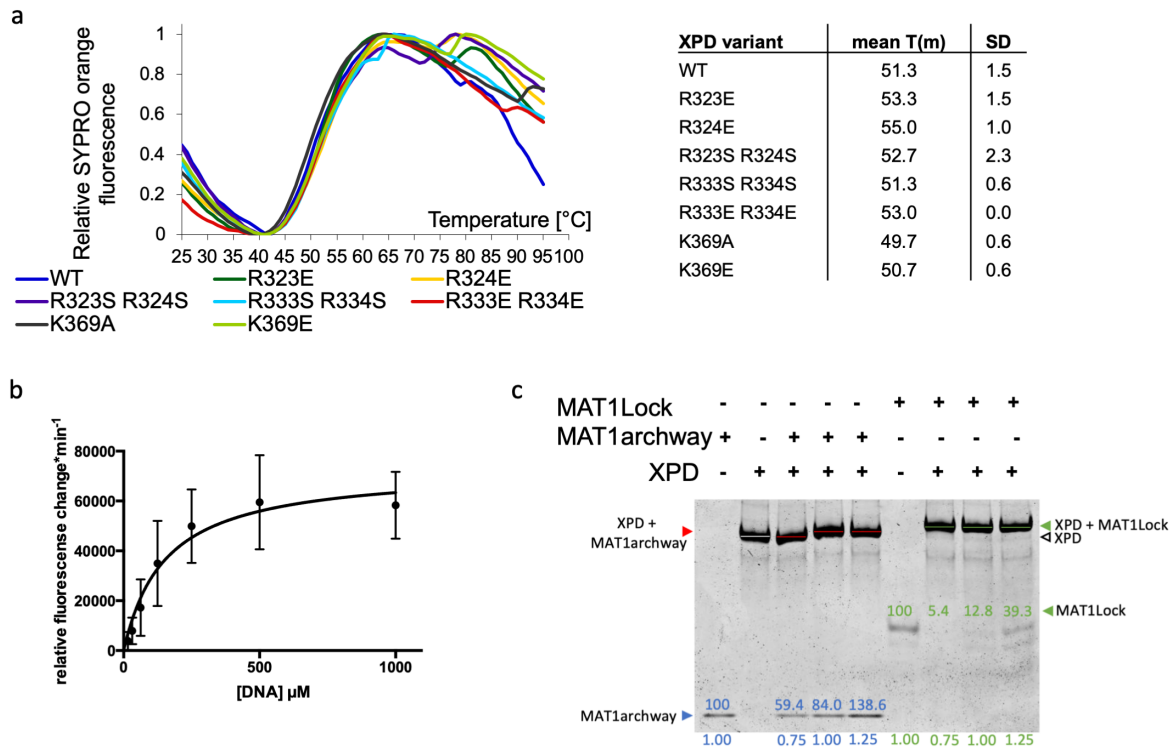 a
Relative SYPRO orange
fluorescence
1
0.8
0.6
0.4
0.2
0
Temperature [°C]
25 30 35 40 45 50 55 60 65 70 75 80 85 90 95 100
WT R323E R324E
R323S R324S R333S R334S R333E R334E
K369A K369E
XPD variant mean T(m) SD
WT 51.3 1.5
R323E 53.3 1.5
R324E 55.0 1.0
R323S R324S 52.7 2.3
R333S R334S 51.3 0.6
R333E R334E 53.0 0.0
K369A 49.7 0.6
K369E 50.7 0.6
b
relative fluorescense change*min-1
80000
60000
40000
20000
0
0 500 1000
[DNA] µM
c
MAT1Lock - - - - - + + + +
MAT1archway + - + + + - - - -
XPD - + + + + - + + +
XPD +
MAT1archway
XPD + MAT1Lock
XPD
100 5.4 12.8 39.3
MAT1Lock
100 59.4 84.0 138.6
MAT1archway
1.00 0.75 1.00 1.25 1.00 0.75 1.00 1.25